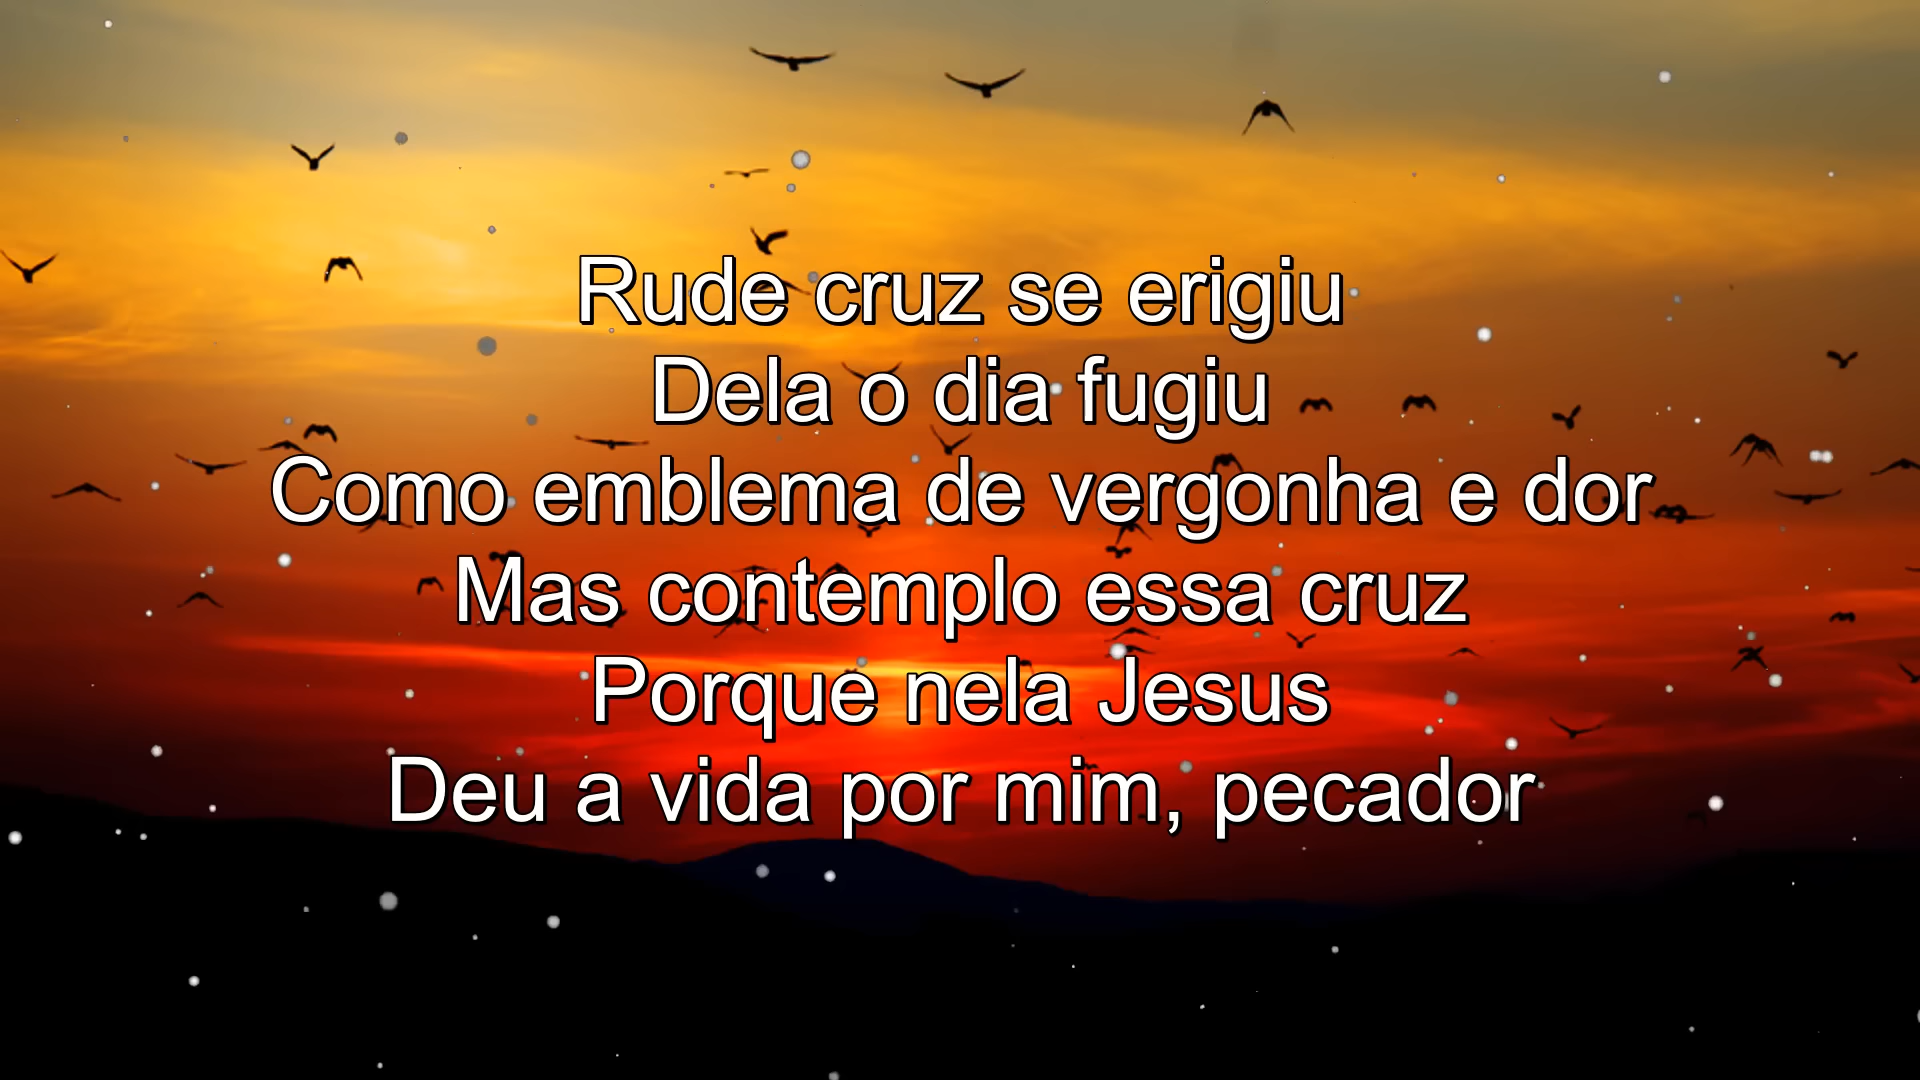 Rude cruz se erigiu
Dela o dia fugiu
Como emblema de vergonha e dor
Mas contemplo essa cruz
Porque nela Jesus
Deu a vida por mim, pecador